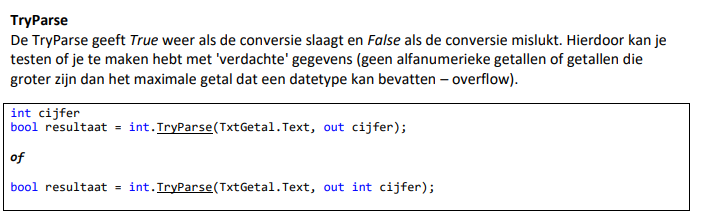 TryParse
De TryParse geeft True weer als de conversie slaagt en False als de conversie mislukt. Hierdoor kan je
testen of je te maken hebt met 'verdachte' gegevens (geen alfanumerieke getallen of getallen die
groter zijn dan het maximale getal dat een datetype kan bevatten – overflow).
int cijfer
bool resultaat = int.TryParse(TxtGetal.Text, out cijfer);
of
bool resultaat = int.TryParse(TxtGetal.Text, out int cijfer);